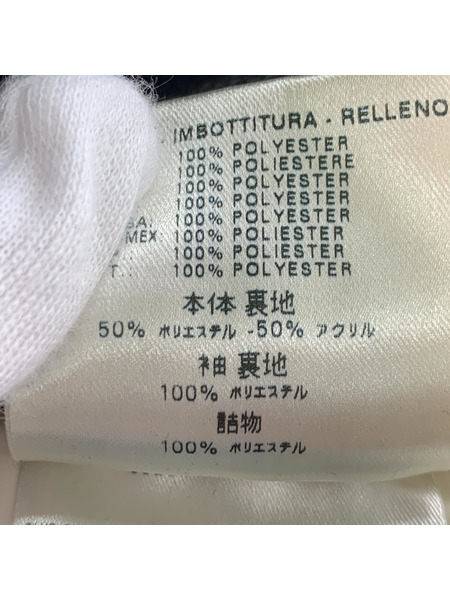 - IMBOTTITURA - RELLENO
100% POLYESTER
100% POLIESTERE
100% POLYESTER
100% POLYESTER
100% POLYESTER
MEX: 100% POLIESTER
100% POLIESTER
T.: 100% POLYESTER
本体 裏地
50% ポリエステル -50% アクリル
袖 裏地
100% ポリエステル
詰物
100% ポリエステル